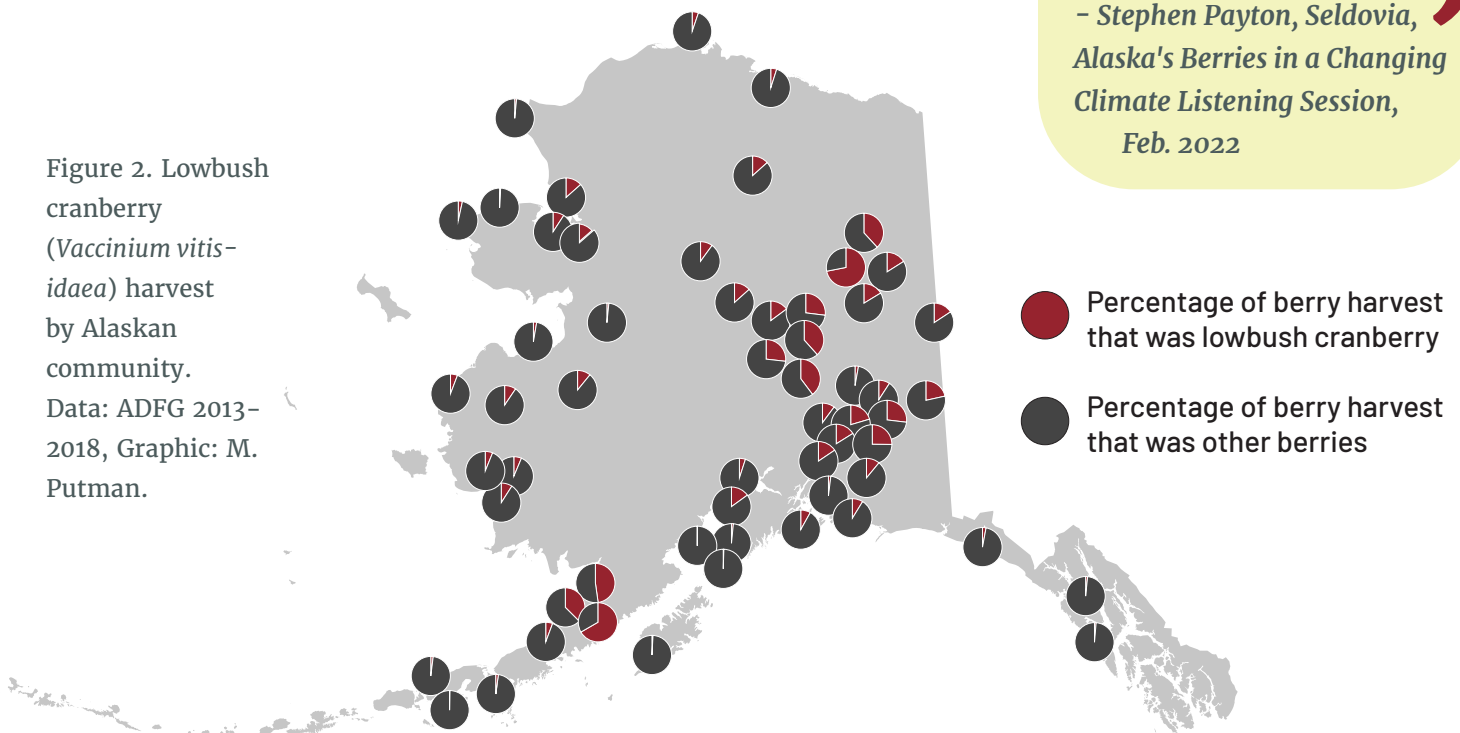 - Stephen Payton, Seldovia,
Alaska's Berries in a Changing
Climate Listening Session,
Feb. 2022
Figure 2. Lowbush
cranberry
(Vaccinium vitis-
idaea) harvest
by Alaskan
community.
Data: ADFG 2013-
2018, Graphic: M.
Putman.
Percentage of berry harvest
that was lowbush cranberry
Percentage of berry harvest
that was other berries